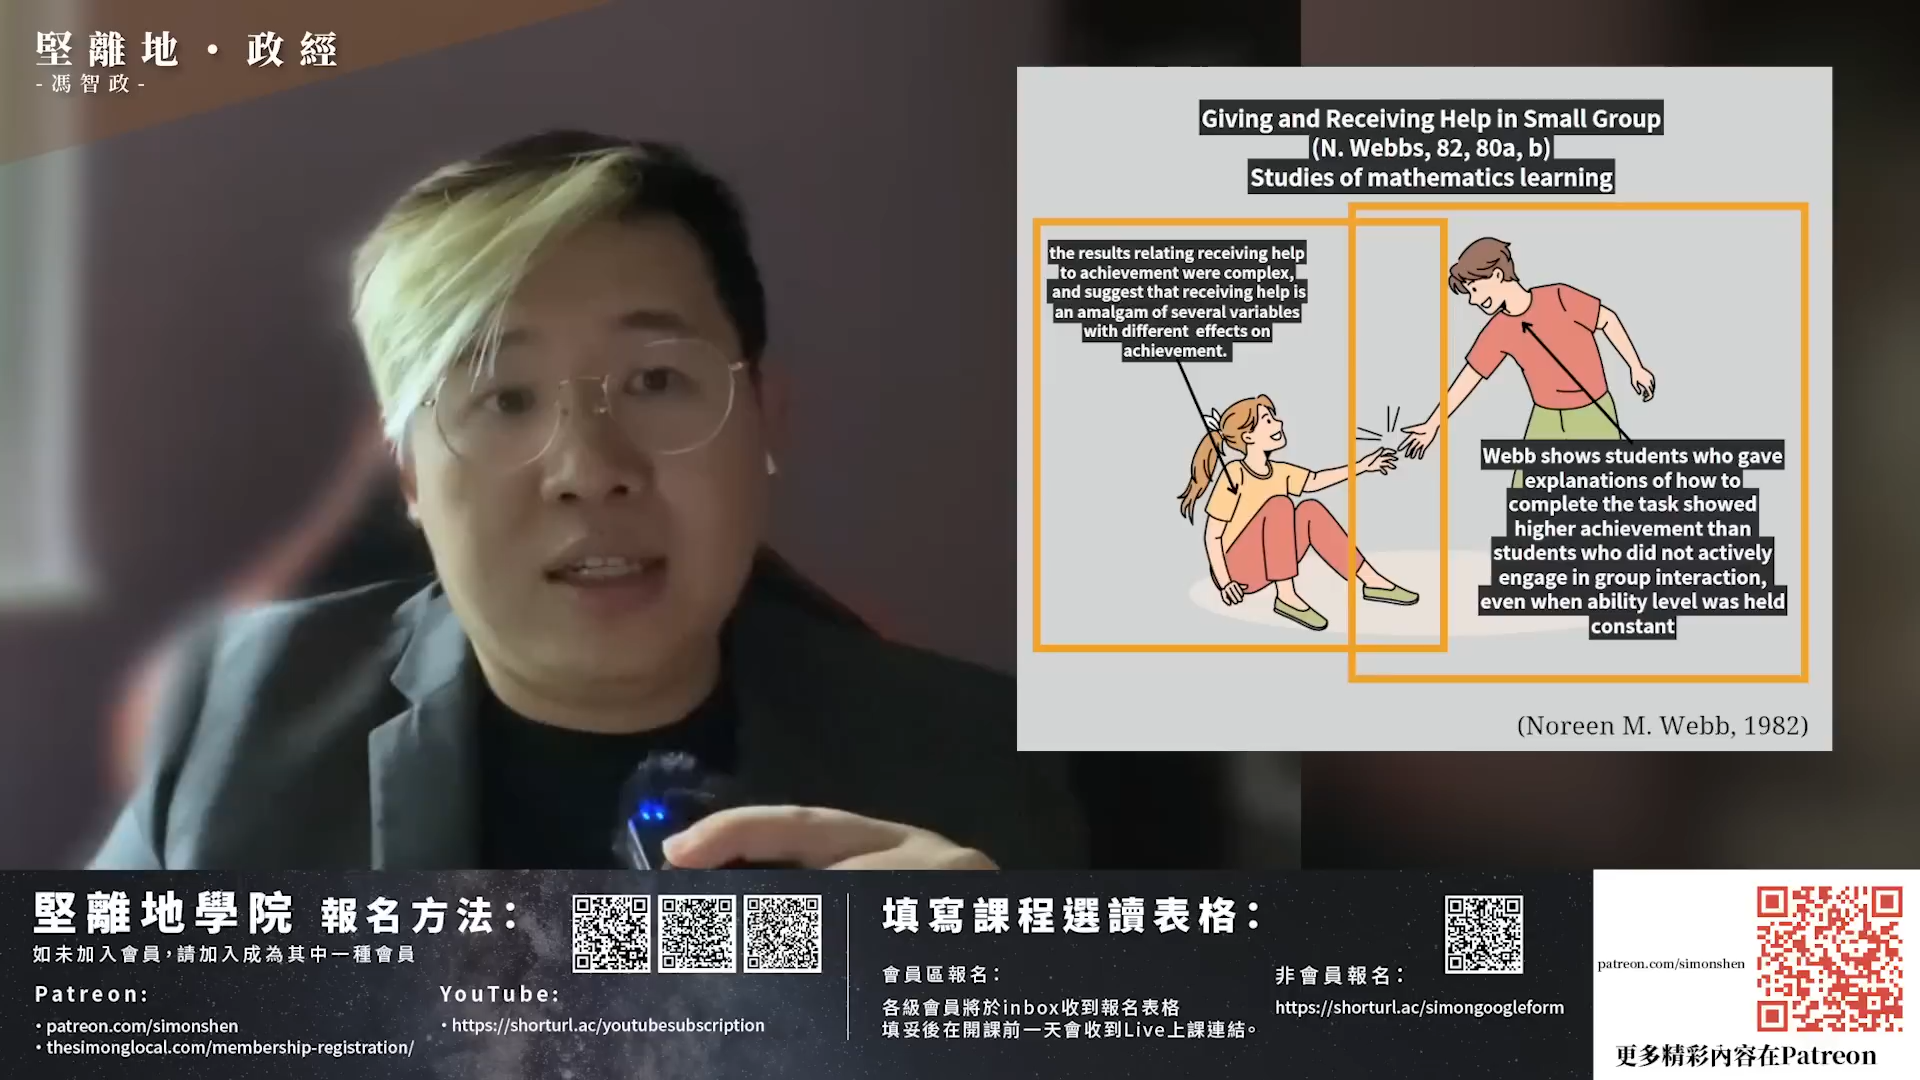 堅離地・政經
-馮智政-
Giving and Receiving Help in Small Group
(N. Webbs, 82, 80a, b)
Studies of mathematics learning
the results relating receiving help
to achievement were complex,
and suggest that receiving help is
an amalgam of several variables
with different effects on
achievement.
Webb shows students who gave
explanations of how to
complete the task showed
higher achievement than
students who did not actively
engage in group interaction,
even when ability level was held
constant
(Noreen M. Webb, 1982)
堅離地學院 報名方法：
如未加入會員，請加入成為其中一種會員
Patreon:
・patreon.com/simonshen
・thesimonglocal.com/membership-registration/
YouTube:
・https://shorturl.ac/youtubesubscription
填寫課程選讀表格：
會員區報名：
各級會員將於inbox收到報名表格
填妥後在開課前一天會收到Live上課連結。
非會員報名：
https://shorturl.ac/simongoogleform
patreon.com/simonshen
更多精彩內容在Patreon